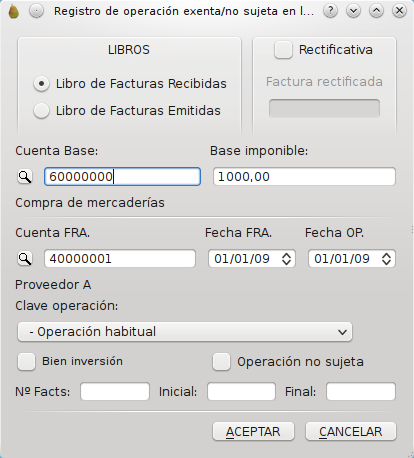 Registro de operación exenta/no sujeta en l...
LIBROS
Libro de Facturas Recibidas
Libro de Facturas Emitidas
Rectificativa
Factura rectificada
Cuenta Base: Base imponible:
60000000 1000,00
Compra de mercaderías
Cuenta FRA. Fecha FRA. Fecha OP.
40000001 01/01/09 01/01/09
Proveedor A
Clave operación:
- Operación habitual
Bien inversión Operación no sujeta
Nº Facts: Inicial: Final:
ACEPTAR CANCELAR